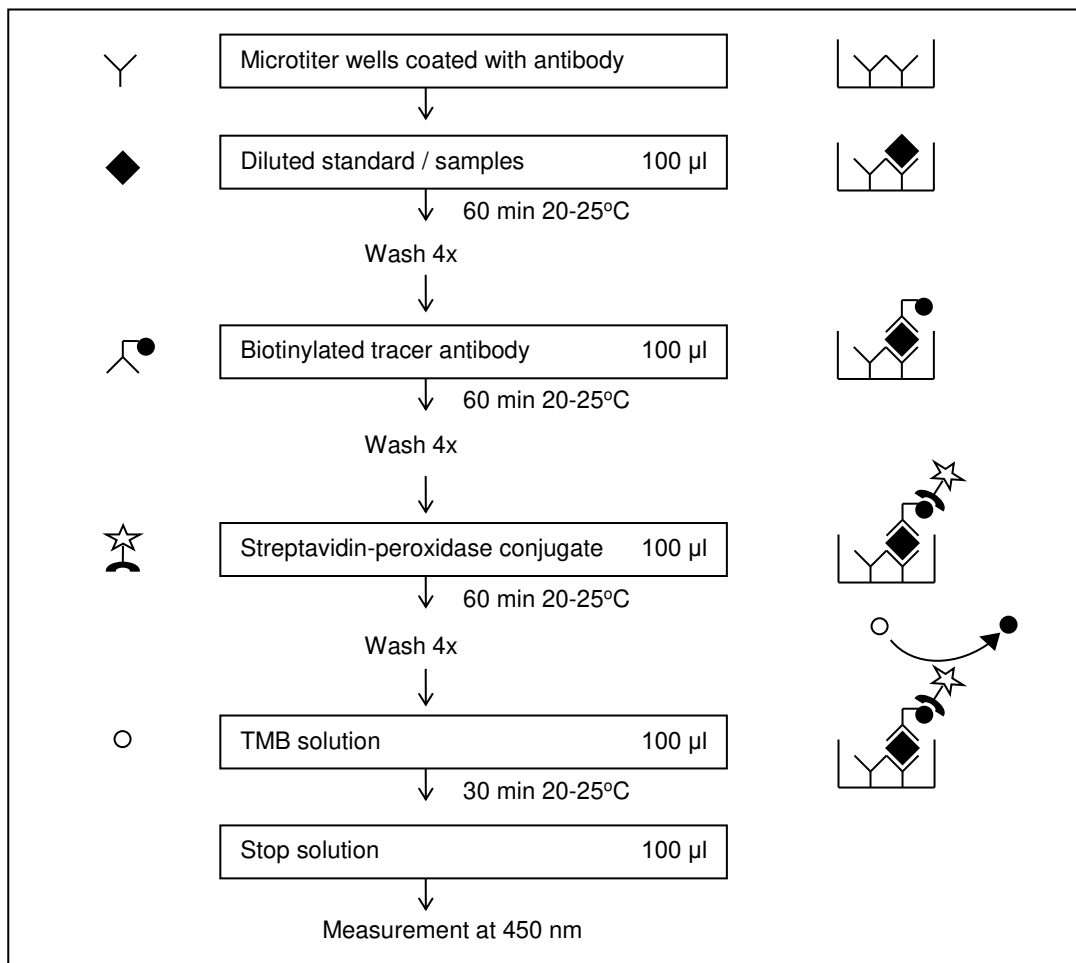 Microtiter wells coated with antibody
Diluted standard / samples 100 µl
60 min 20-25ºC
Wash 4x
Biotinylated tracer antibody 100 µl
60 min 20-25ºC
Wash 4x
Streptavidin-peroxidase conjugate 100 µl
60 min 20-25ºC
Wash 4x
TMB solution 100 µl
30 min 20-25ºC
Stop solution 100 µl
Measurement at 450 nm